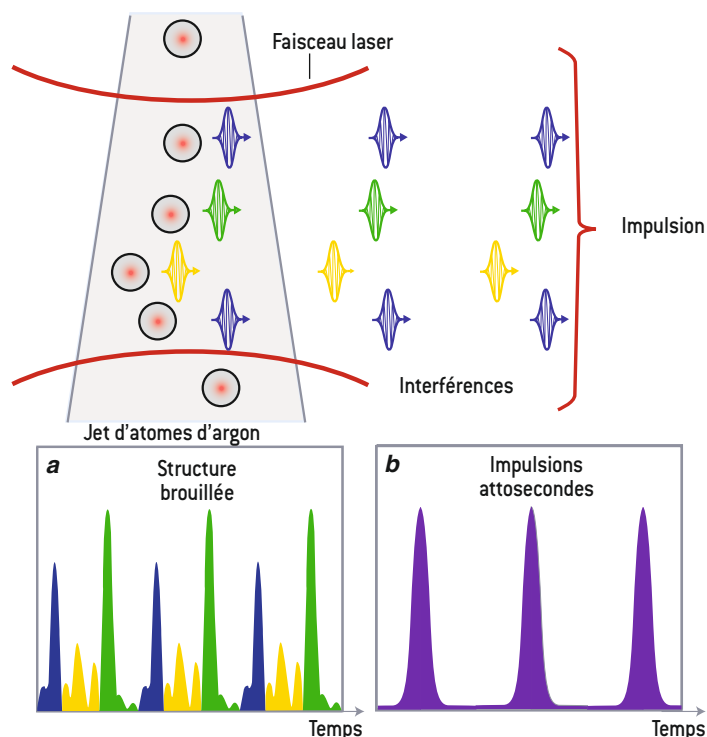 Faisceau laser
Impulsion
Interférences
Jet d'atomes d'argon
a
Structure
brouillée
Temps
b
Impulsions
attosecondes
Temps